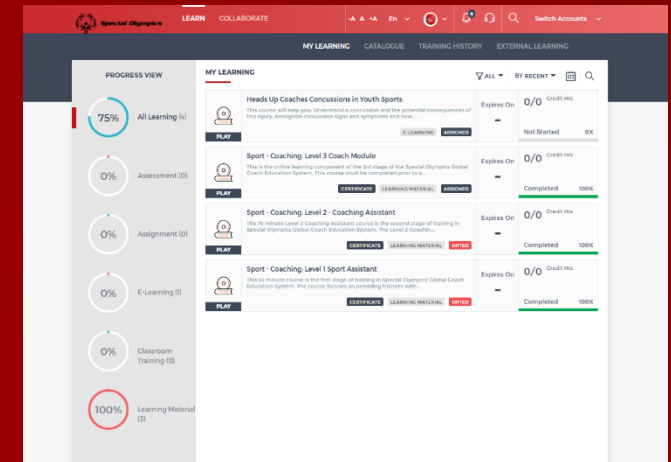 Special Olympics LEARN COLLABORATE -A A +A En Switch Accounts
MY LEARNING CATALOGUE TRAINING HISTORY EXTERNAL LEARNING
PROGRESS VIEW
75% All Learning (4)
0% Assessment (0)
0% Assignment (0)
0% E-Learning (1)
0% Classroom
Training (0)
100% Learning Material
(3)
MY LEARNING ALL BY RECENT
Heads Up Coaches Concussions in Youth Sports
This course will help you: Understand a concussion and the potential consequences of
this injury, Recognize concussion signs and symptoms and how...
E-LEARNING ASSIGNED
PLAY
Expires On
-
0/0 Credit Hrs
Not Started 0%
Sport - Coaching: Level 3 Coach Module
This is the online learning component of the 3rd stage of the Special Olympics Global
Coach Education System. This course must be completed prior to a...
CERTIFICATE LEARNING MATERIAL ASSIGNED
PLAY
Expires On
-
0/0 Credit Hrs
Completed 100%
Sport - Coaching: Level 2 - Coaching Assistant
The 75 minute Level 2 Coaching Assistant course is the second stage of training in
Special Olympics Global Coach Education System. The Level 2 Coachin...
CERTIFICATE LEARNING MATERIAL OPTED
PLAY
Expires On
-
0/0 Credit Hrs
Completed 100%
Sport - Coaching: Level 1 Sport Assistant
This 45 minute course is the first stage of training in Special Olympics' Global Coach
Education System. The course focuses on providing trainees with...
CERTIFICATE LEARNING MATERIAL OPTED
PLAY
Expires On
-
0/0 Credit Hrs
Completed 100%